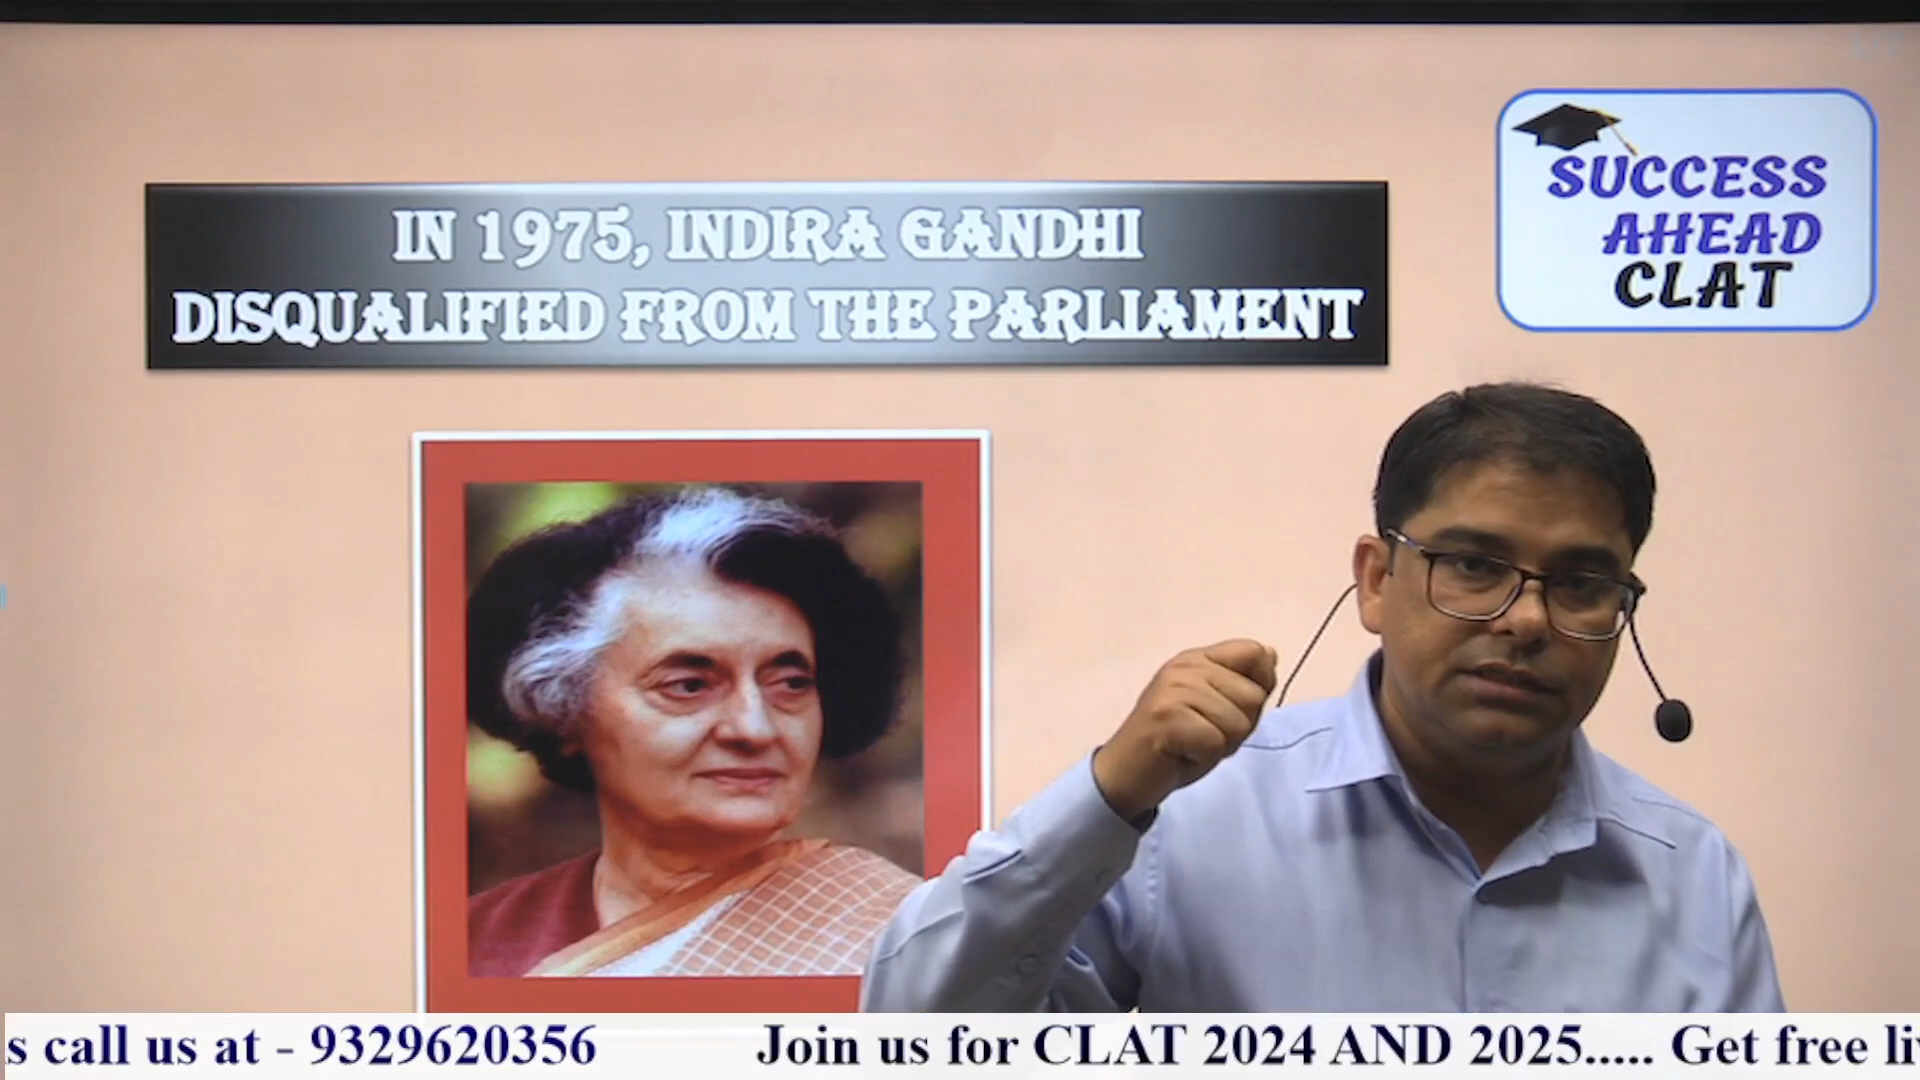 IN 1975, INDIRA GANDHI
DISQUALIFIED FROM THE PARLIAMENT
SUCCESS
AHEAD
CLAT
s call us at - 9329620356 Join us for CLAT 2024 AND 2025..... Get free li